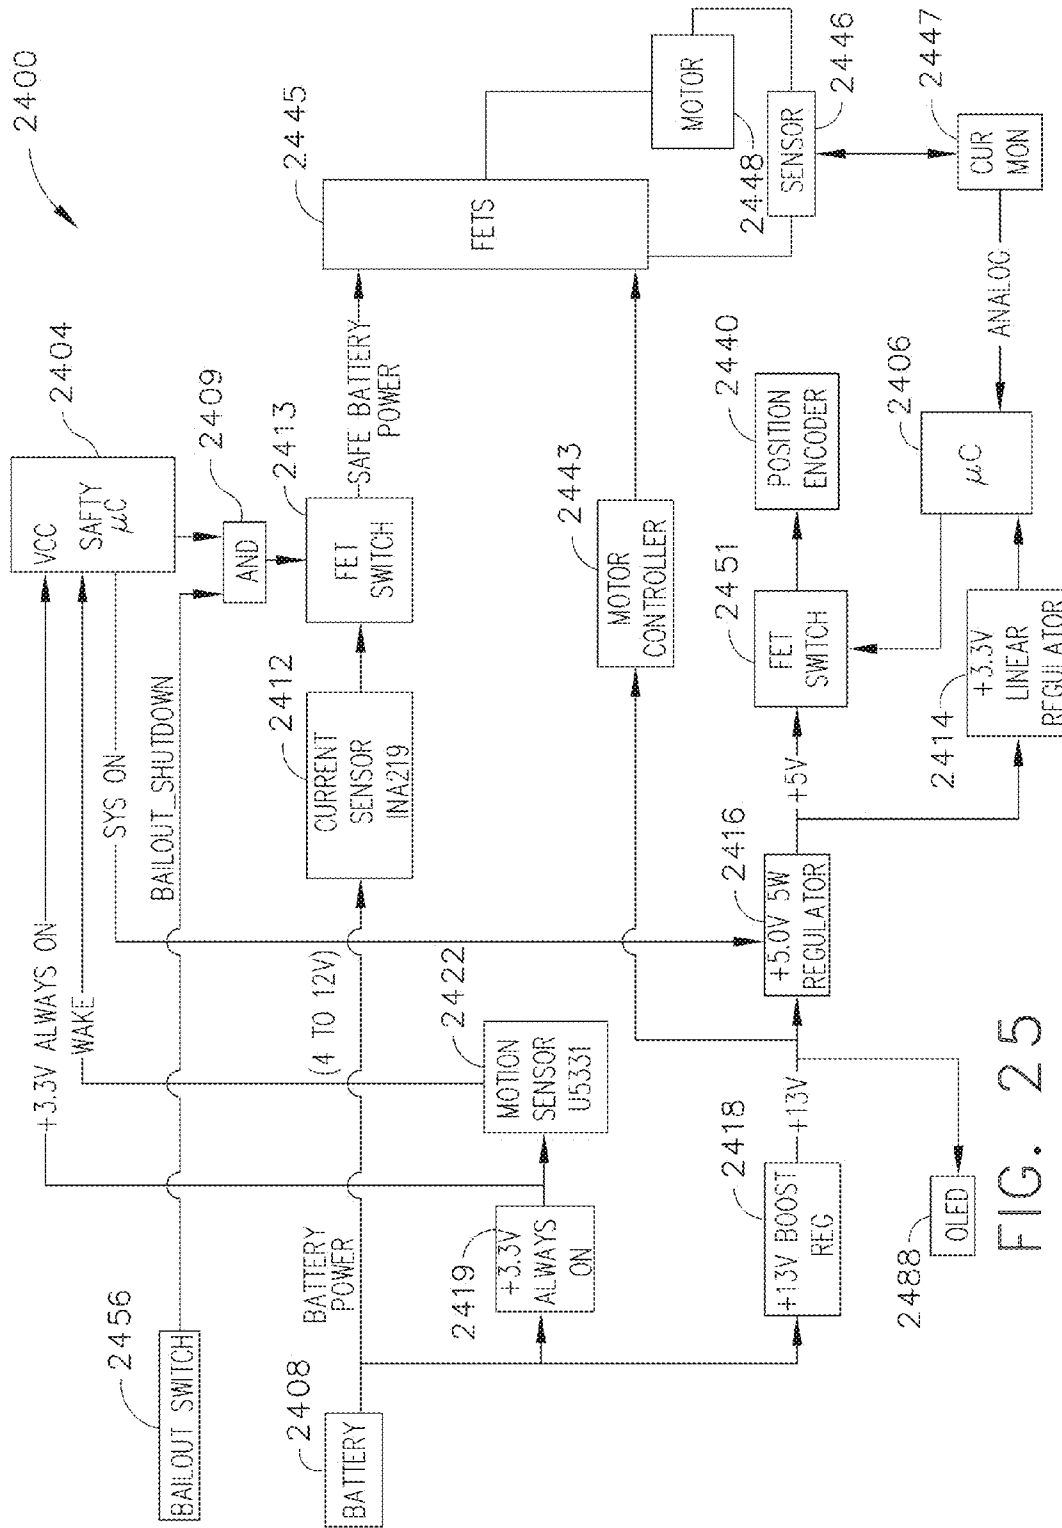 2400
2456
BAILOUT SWITCH
BAILOUT SHUTDOWN
+3.3V ALWAYS ON
WAKE
SYS ON
VCC
SAFTY
µC
2404
AND
2409
2408
BATTERY
BATTERY
POWER
(4 TO 12V)
CURRENT
SENSOR
INA219
2412
FET
SWITCH
2413
SAFE BATTERY
POWER
FETS
2445
2419
+3.3V
ALWAYS
ON
MOTION
SENSOR
U5331
2422
MOTOR
CONTROLLER
2443
MOTOR
2448
SENSOR
2446
2418
+13V BOOST
REG
+13V
2416
+5.0V 5W
REGULATOR
+5V
FET
SWITCH
2451
POSITION
ENCODER
2440
CUR
MON
2447
ANALOG
µC
2406
+3.3V
LINEAR
REGULATOR
2414
OLED
2488
FIG. 25